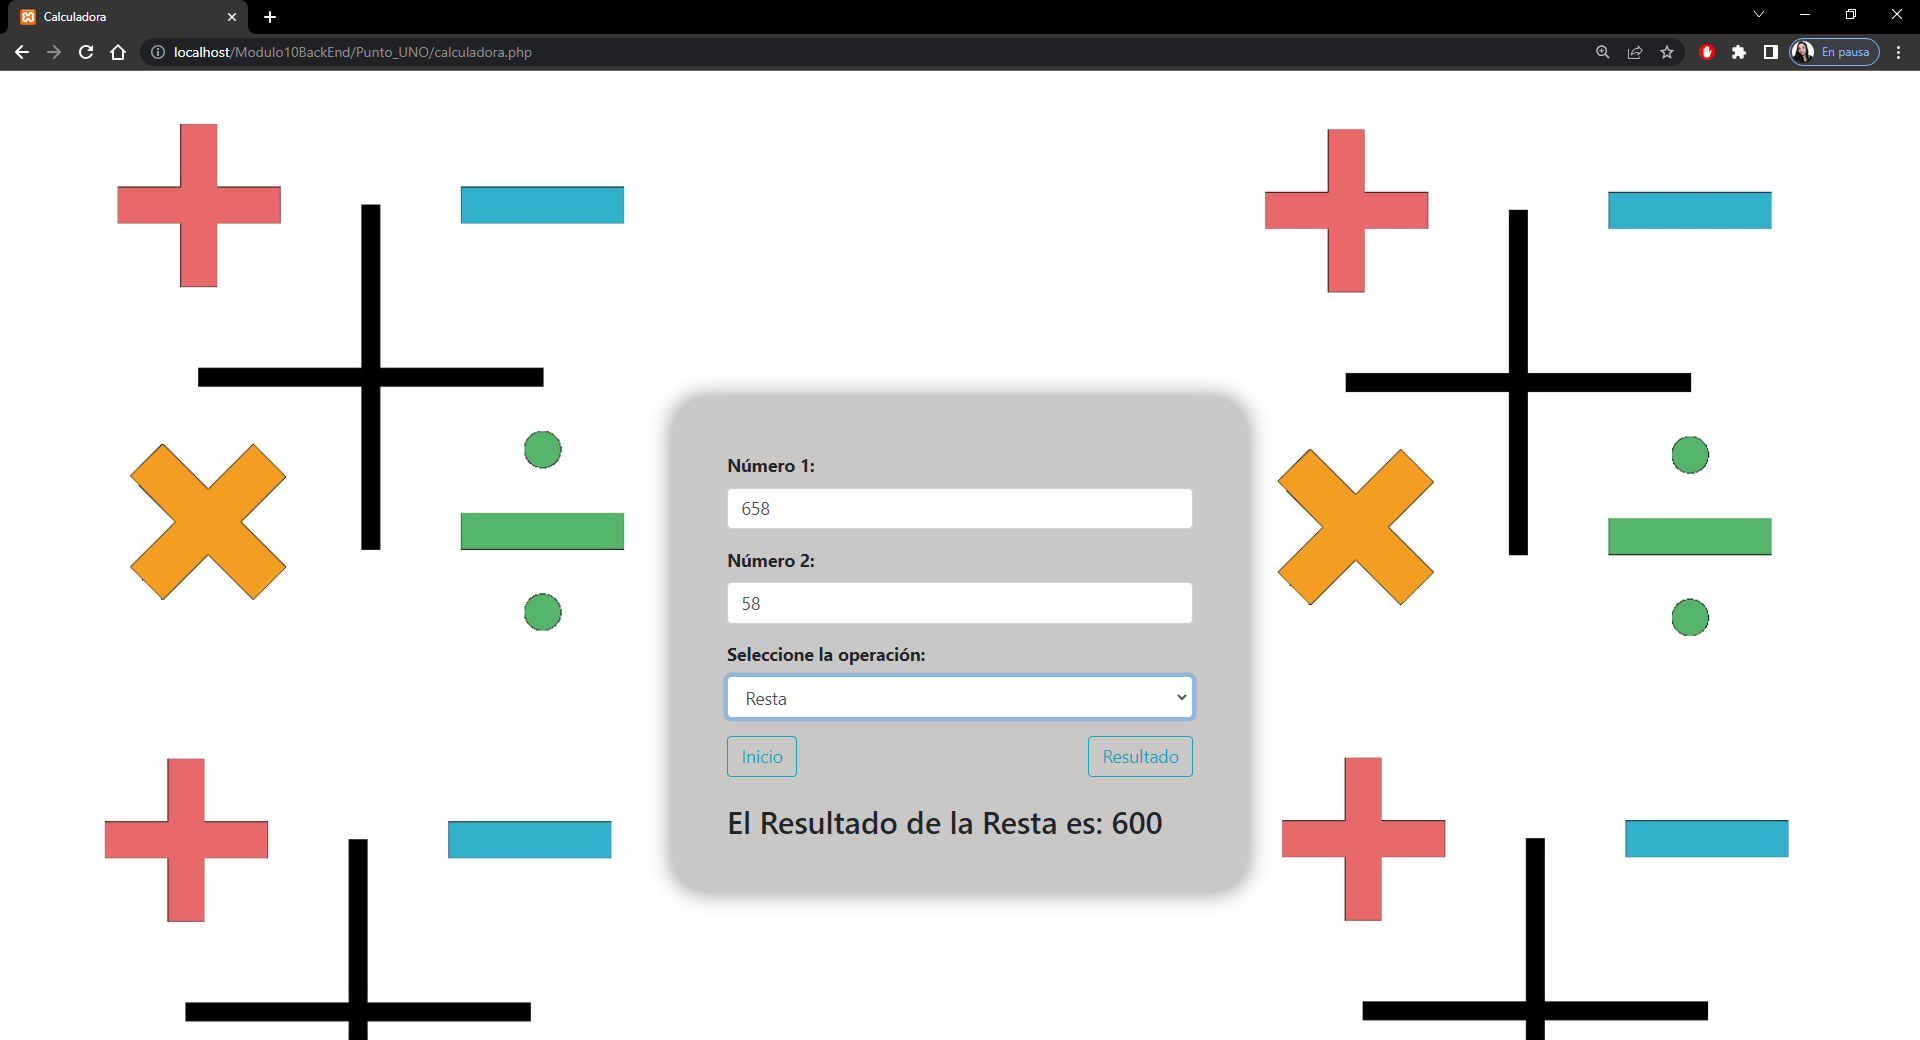 Calculadora
localhost/Modulo10BackEnd/Punto_UNO/calculadora.php
En pausa
Número 1:
658
Número 2:
58
Seleccione la operación:
Resta
Inicio
Resultado
El Resultado de la Resta es: 600